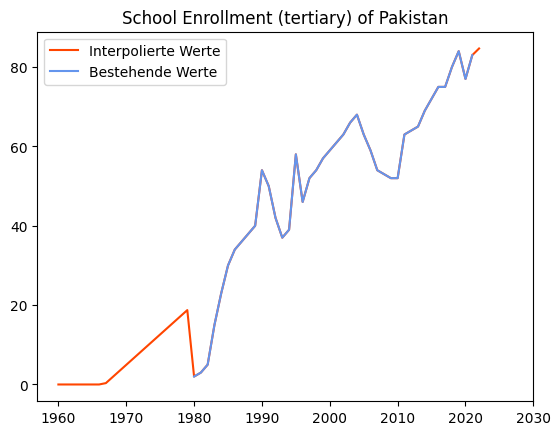 School Enrollment (tertiary) of Pakistan
Interpolierte Werte
Bestehende Werte
80
60
40
20
0
1960 1970 1980 1990 2000 2010 2020 2030